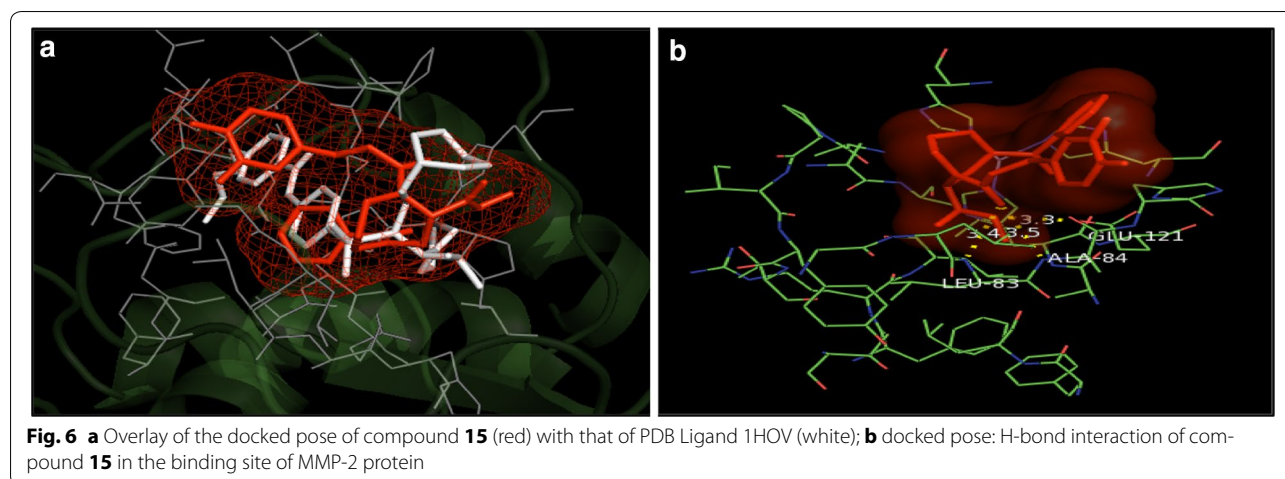 a
b
3.3
3.4 3.5
GLU-121
ALA-84
LEU-83
Fig. 6 a Overlay of the docked pose of compound 15 (red) with that of PDB Ligand 1HOV (white); b docked pose: H-bond interaction of com-
pound 15 in the binding site of MMP-2 protein